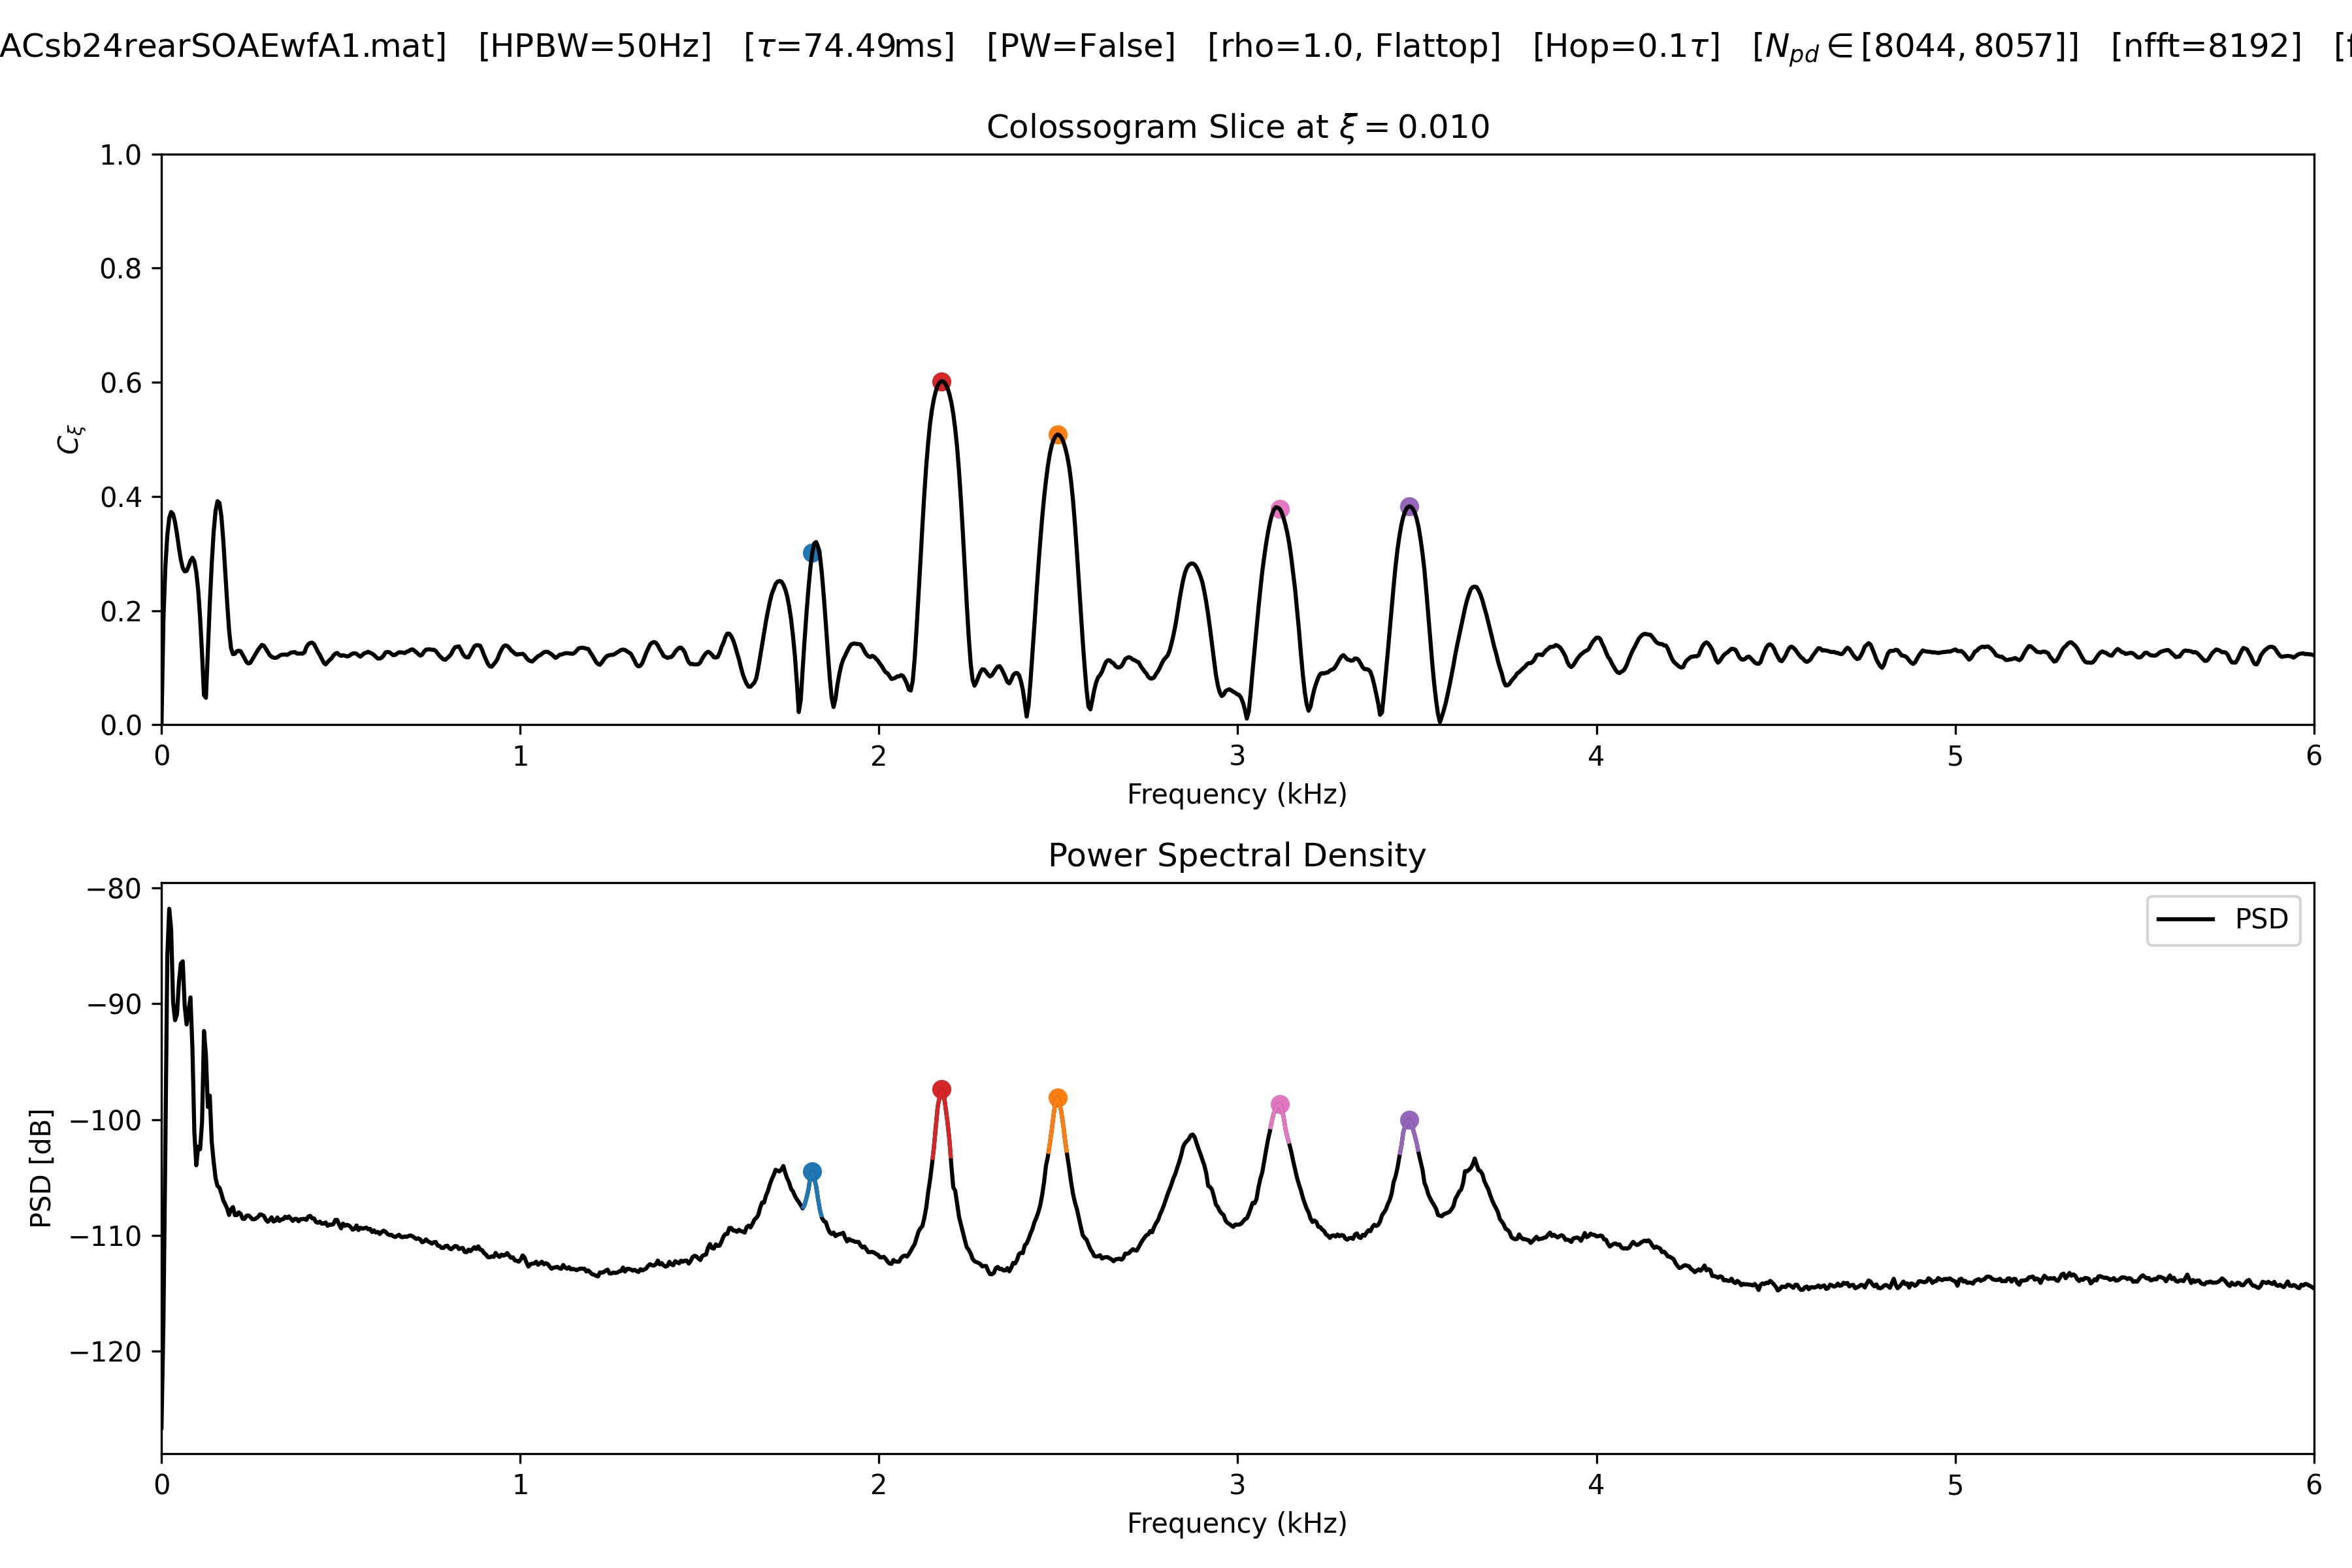 ACsb24rearSOAEwfA1.mat] [HPBW=50Hz] [τ=74.49ms] [PW=False] [rho=1.0, Flattop] [Hop=0.1τ] [N_pd ∈ [8044, 8057]] [nfft=8192] [f
Colossogram Slice at ξ = 0.010
1.0
0.8
0.6
0.4
0.2
0.0
C_ξ
0 1 2 3 4 5 6
Frequency (kHz)
Power Spectral Density
−80
−90
−100
−110
−120
PSD [dB]
PSD
0 1 2 3 4 5 6
Frequency (kHz)